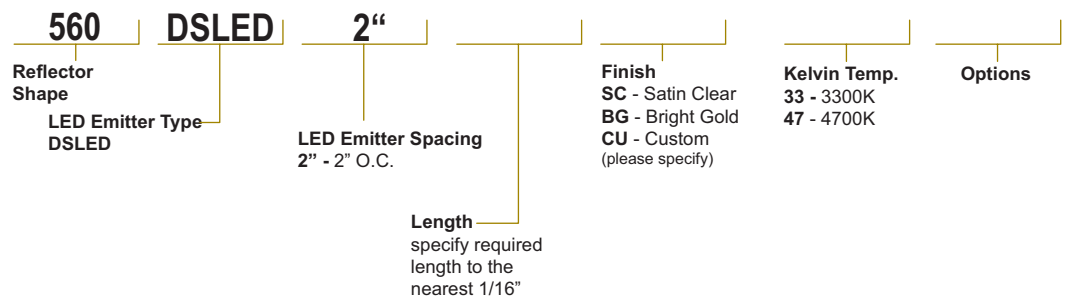 560 DSLED 2“
Reflector
Shape
LED Emitter Type
DSLED
LED Emitter Spacing
2” - 2” O.C.
Length
specify required
length to the
nearest 1/16”
Finish
SC - Satin Clear
BG - Bright Gold
CU - Custom
(please specify)
Kelvin Temp.
33 - 3300K
47 - 4700K
Options